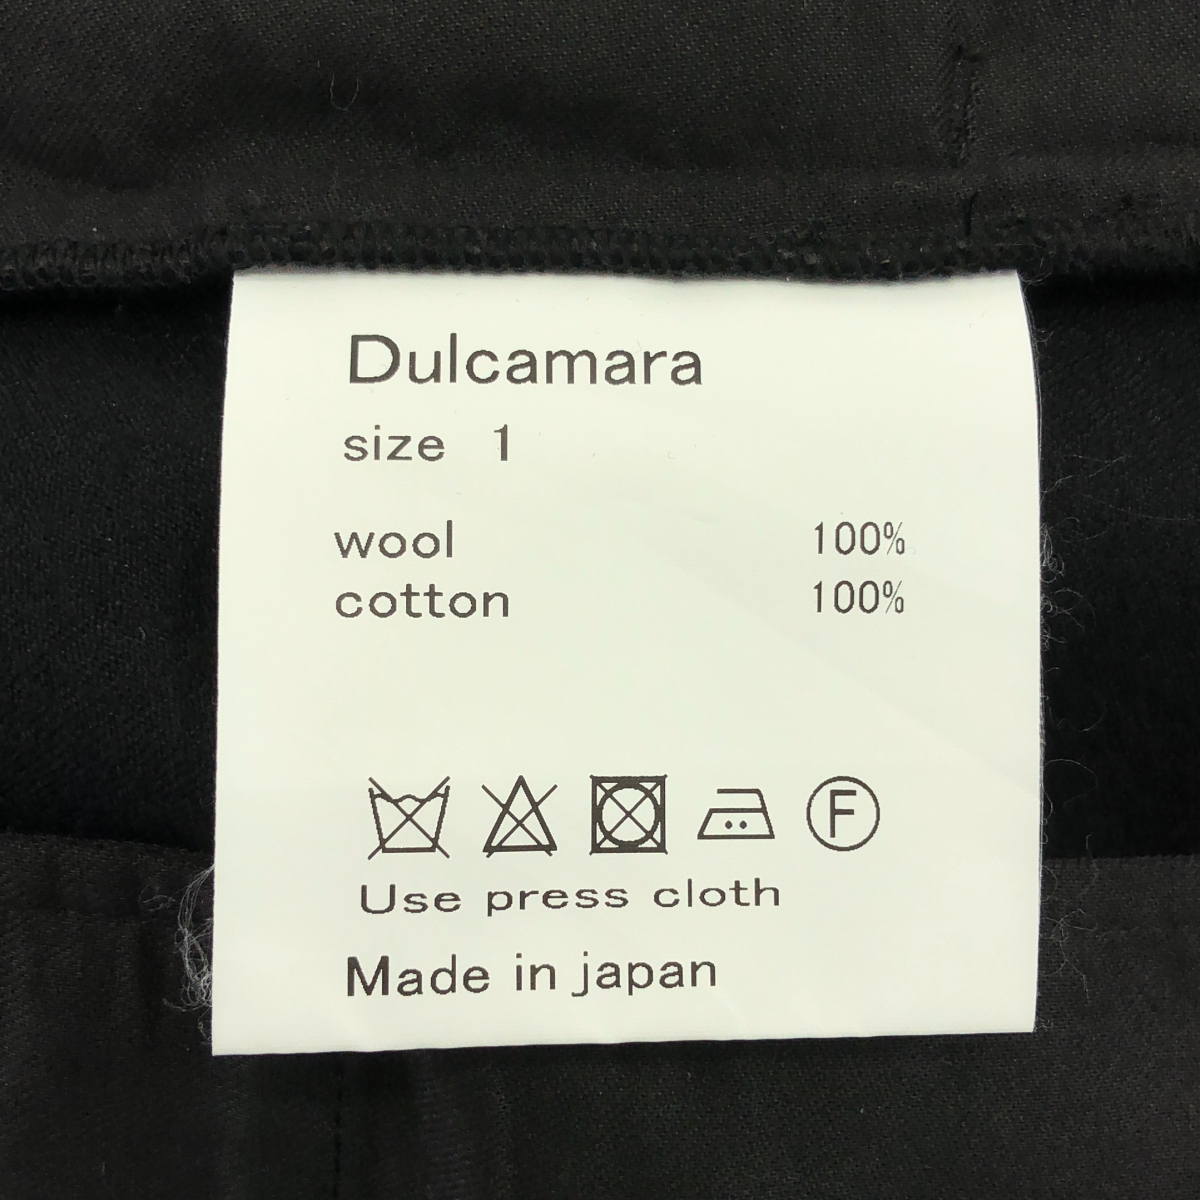 Dulcamara
size 1
wool 100%
cotton 100%
F
Use press cloth
Made in japan